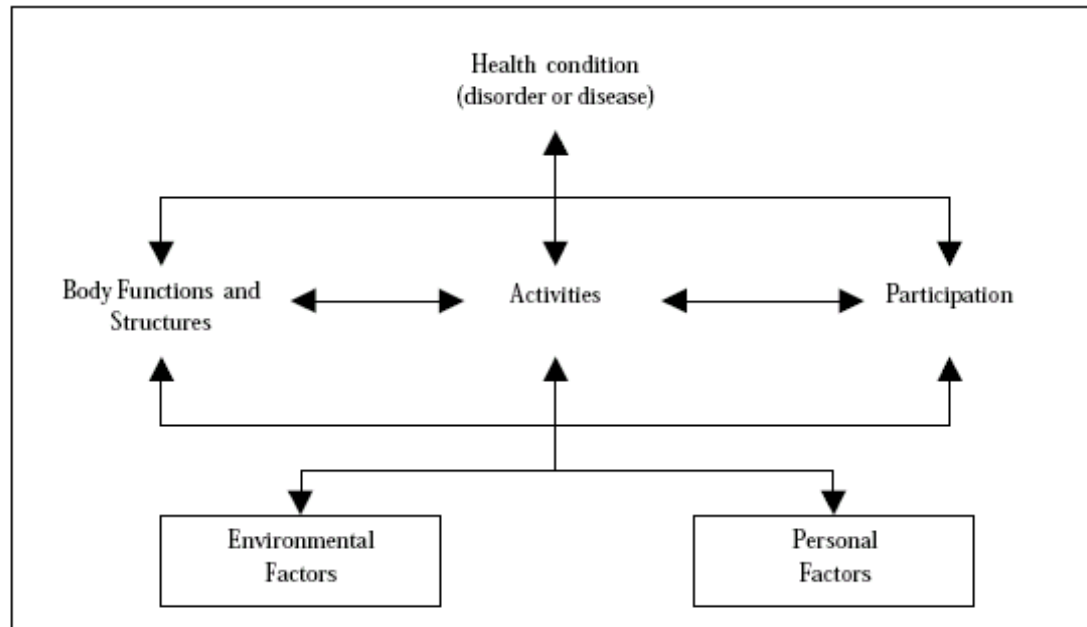 Health condition
(disorder or disease)
Body Functions and
Structures
Activities
Participation
Environmental
Factors
Personal
Factors